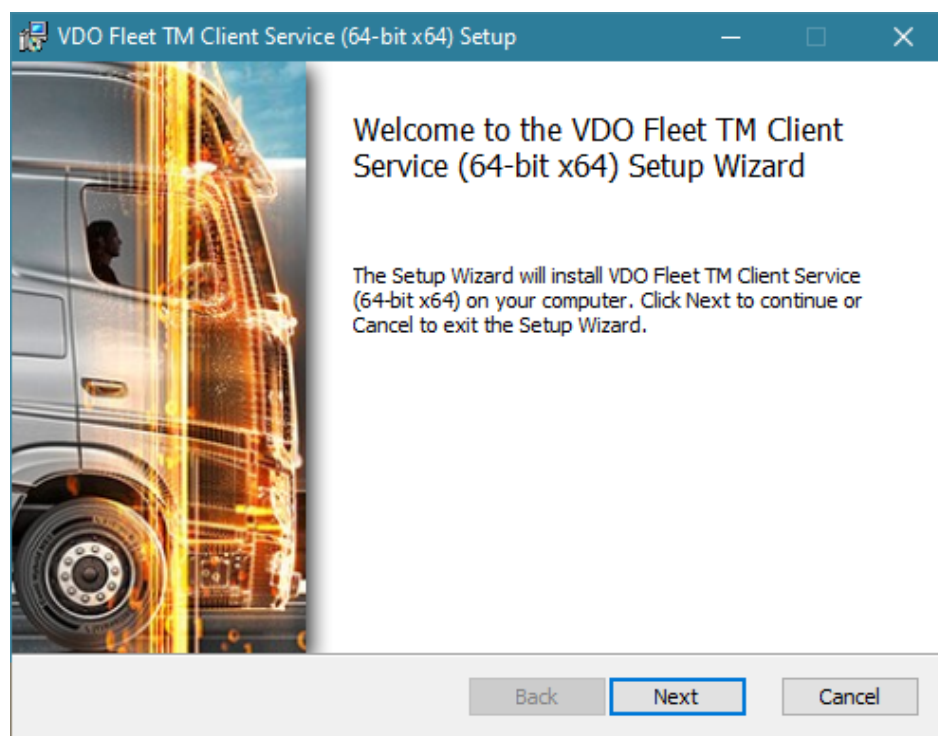 VDO Fleet TM Client Service (64-bit x64) Setup
Welcome to the VDO Fleet TM Client
Service (64-bit x64) Setup Wizard
The Setup Wizard will install VDO Fleet TM Client Service
(64-bit x64) on your computer. Click Next to continue or
Cancel to exit the Setup Wizard.
Back
Next
Cancel